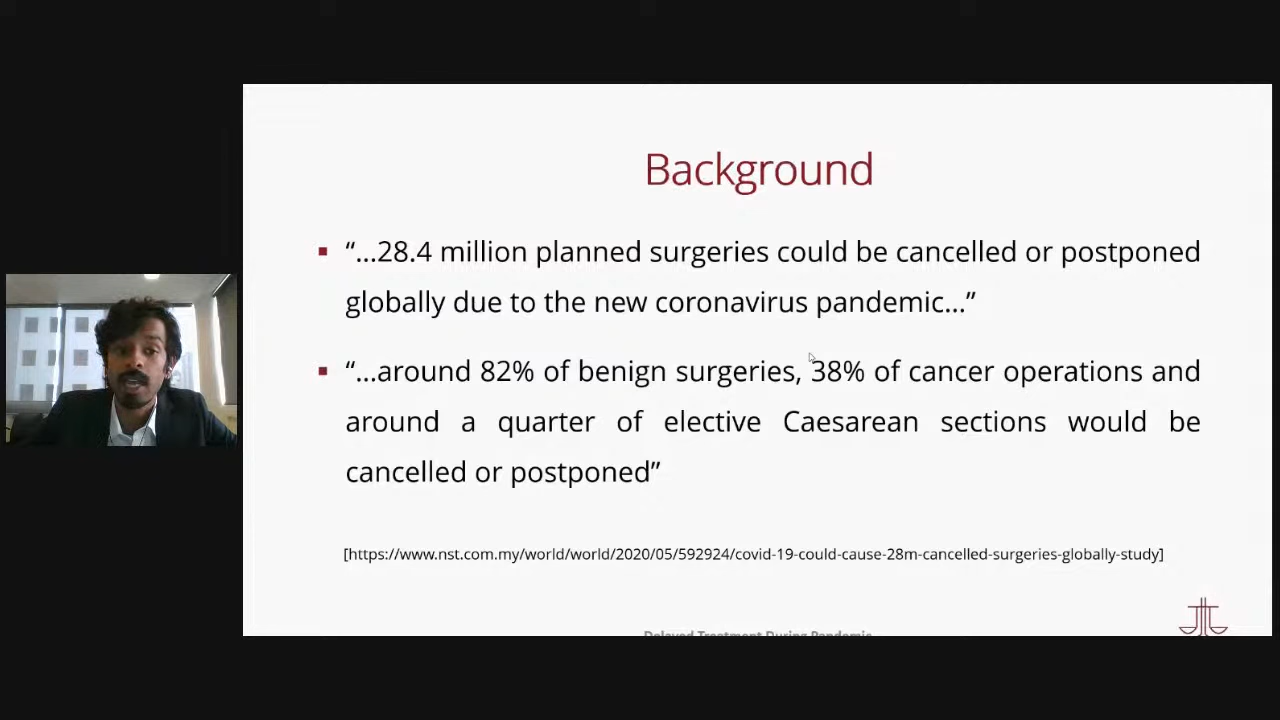 Background
“...28.4 million planned surgeries could be cancelled or postponed
globally due to the new coronavirus pandemic...”
“...around 82% of benign surgeries, 38% of cancer operations and
around a quarter of elective Caesarean sections would be
cancelled or postponed”
[https://www.nst.com.my/world/world/2020/05/592924/covid-19-could-cause-28m-cancelled-surgeries-globally-study]
Delayed Treatment During Pandemic